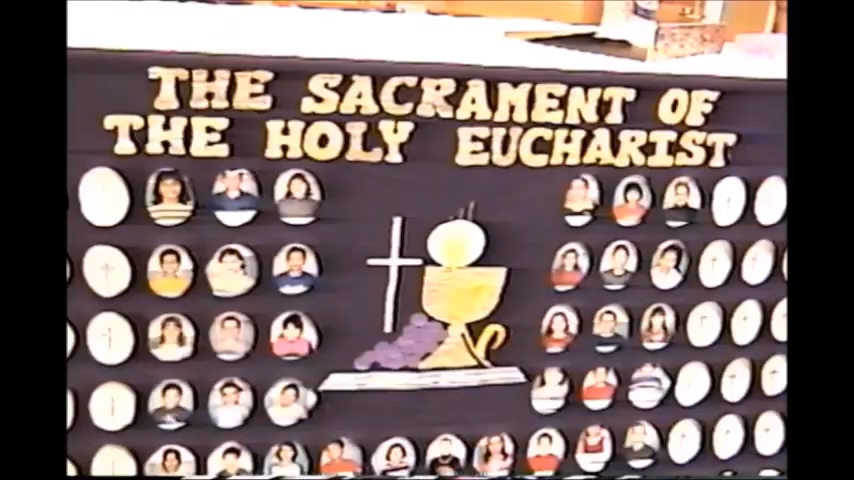 THE SACRAMENT OF
THE HOLY EUCHARIST